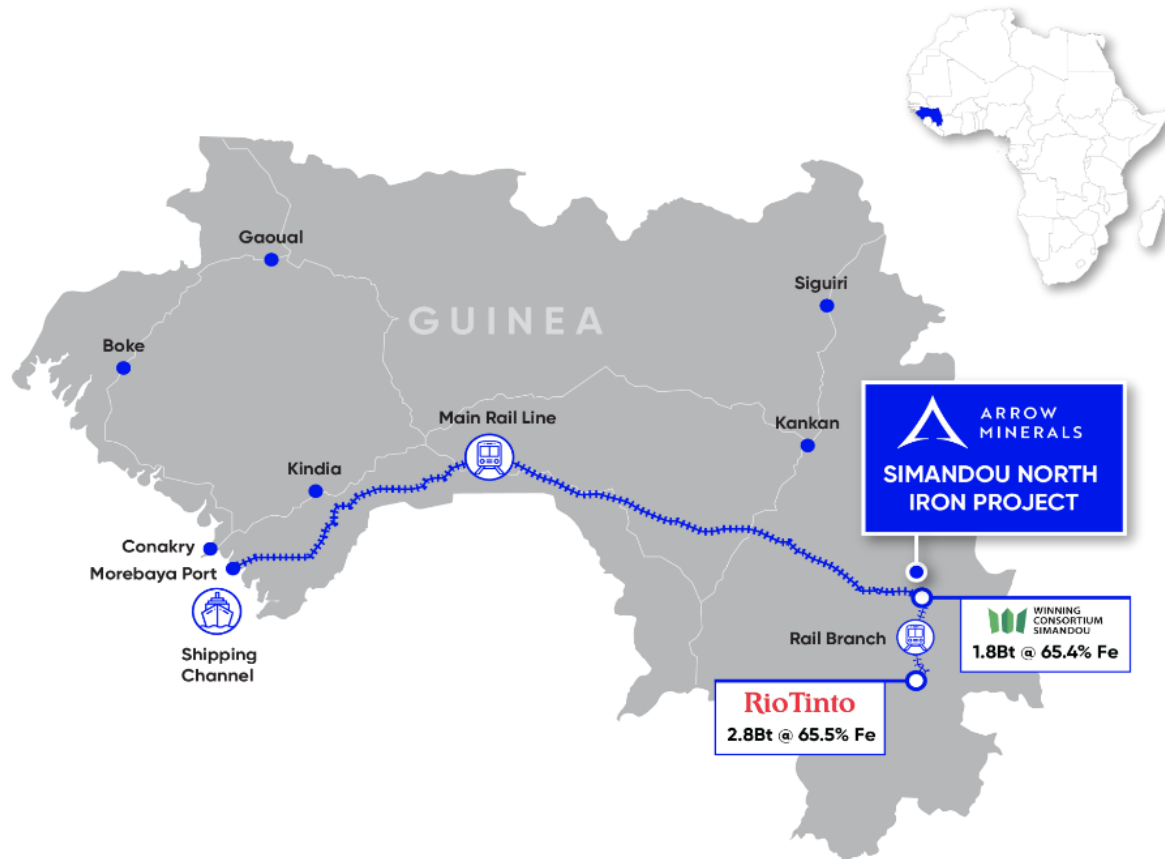 Gaoual
Siguiri
GUINEA
Boke
ARROW
MINERALS
SIMANDOU NORTH
IRON PROJECT
Main Rail Line
Kankan
Kindia
Conakry
Morebaya Port
Shipping
Channel
WINNING
CONSORTIUM
SIMANDOU
1.8Bt @ 65.4% Fe
Rail Branch
RioTinto
2.8Bt @ 65.5% Fe